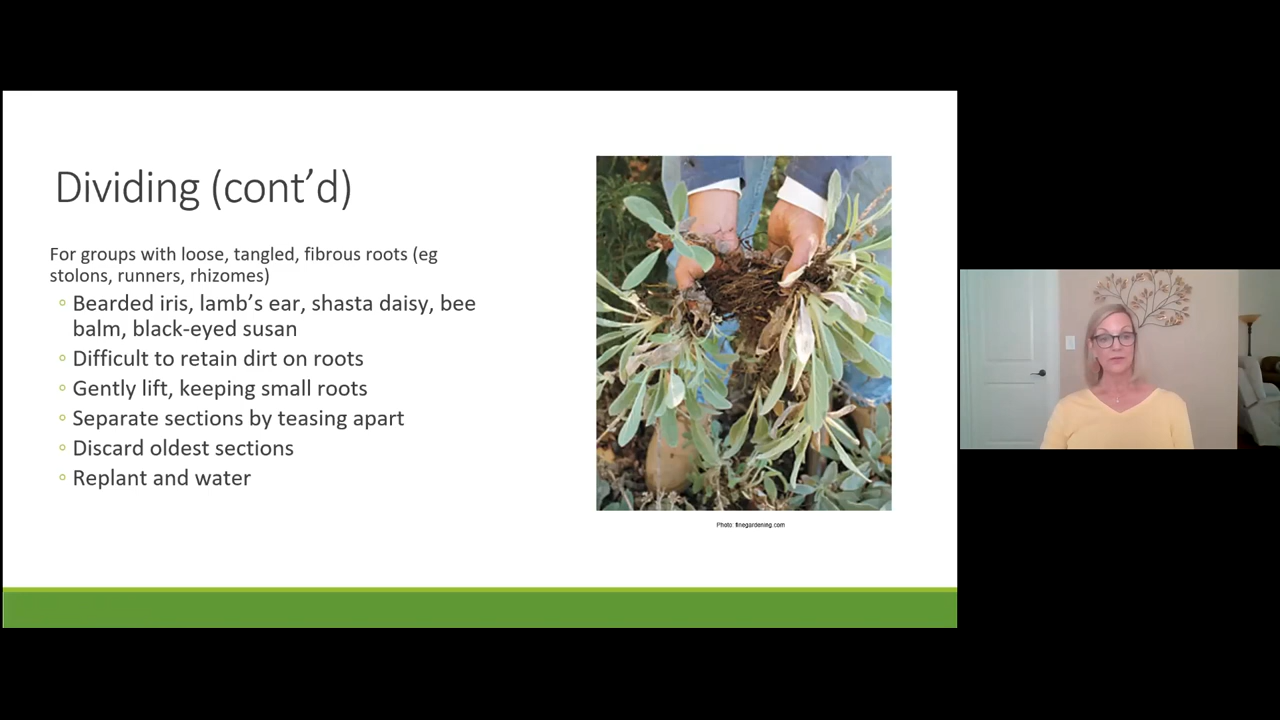 Dividing (cont’d)
For groups with loose, tangled, fibrous roots (eg
stolons, runners, rhizomes)
Bearded iris, lamb’s ear, shasta daisy, bee
balm, black-eyed susan
Difficult to retain dirt on roots
Gently lift, keeping small roots
Separate sections by teasing apart
Discard oldest sections
Replant and water
Photo: finegardening.com